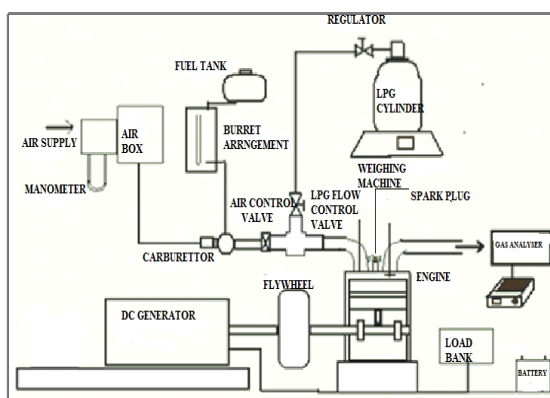 REGULATOR
FUEL TANK
LPG
CYLINDER
AIR SUPPLY
AIR
BOX
BURRET
ARRNGEMENT
MANOMETER
WEIGHING
MACHINE
AIR CONTROL
VALVE
LPG FLOW
CONTROL
VALVE
SPARK P,LUG
CARBURETTOR
GAS ANALYSER
ENGINE
FLYWHEEL
DC GENERATOR
LOAD
BANK
BATTERY